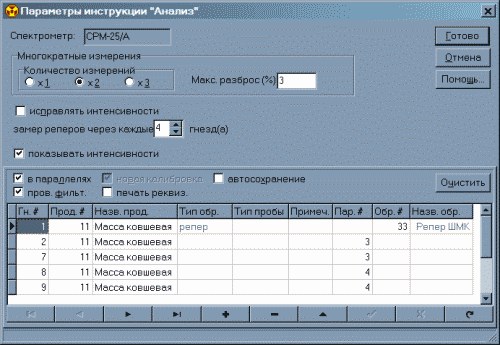 Параметры инструкции "Анализ"
Спектрометр: СРМ-25/А
Готово
Многократные измерения
Отмена
Количество измерений
x 1 x 2 x 3
Макс. разброс (%) 3
Помощь...
исправлять интенсивности
замер реперов через каждые 4 гнезд(а)
показывать интенсивности
в параллелях новая калибровка автосохранение
Очистить
пров. фильт. печать реквиз.
Гн. # Прод. # Назв. прод. Тип обр. Тип пробы Примеч. Пар. # Обр. # Назв. обр.
1 11 Масса ковшевая репер 33 Репер ШМК
2 11 Масса ковшевая 3
7 11 Масса ковшевая 3
8 11 Масса ковшевая 4
9 11 Масса ковшевая 4